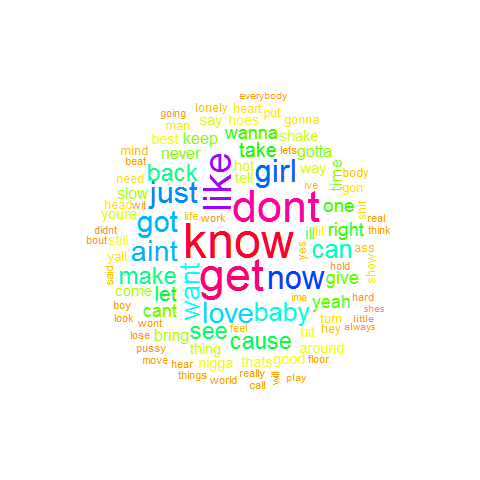 everybody
going lonely heart put
man say hoes gonna
best keep wanna shake
mind never take lets gotta
beat back hot way body
need just like girl tell ive time gon
slow dont one shit
head wit got life work ill lil right real
youre know yes think
didnt aint can ass
bout still want get now hold show
yall make give
said come let love baby ima yeah hard shes
boy cant turn little
look wont see cause hit hey always
lose bring feel around
pussy thing good floor
move hear nigga thats
things world really will play
call